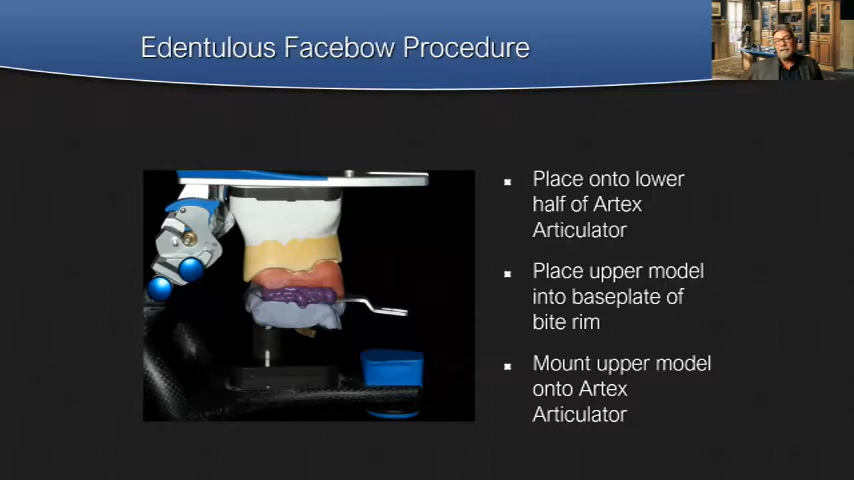 Edentulous Facebow Procedure
Place onto lower
half of Artex
Articulator
Place upper model
into baseplate of
bite rim
Mount upper model
onto Artex
Articulator